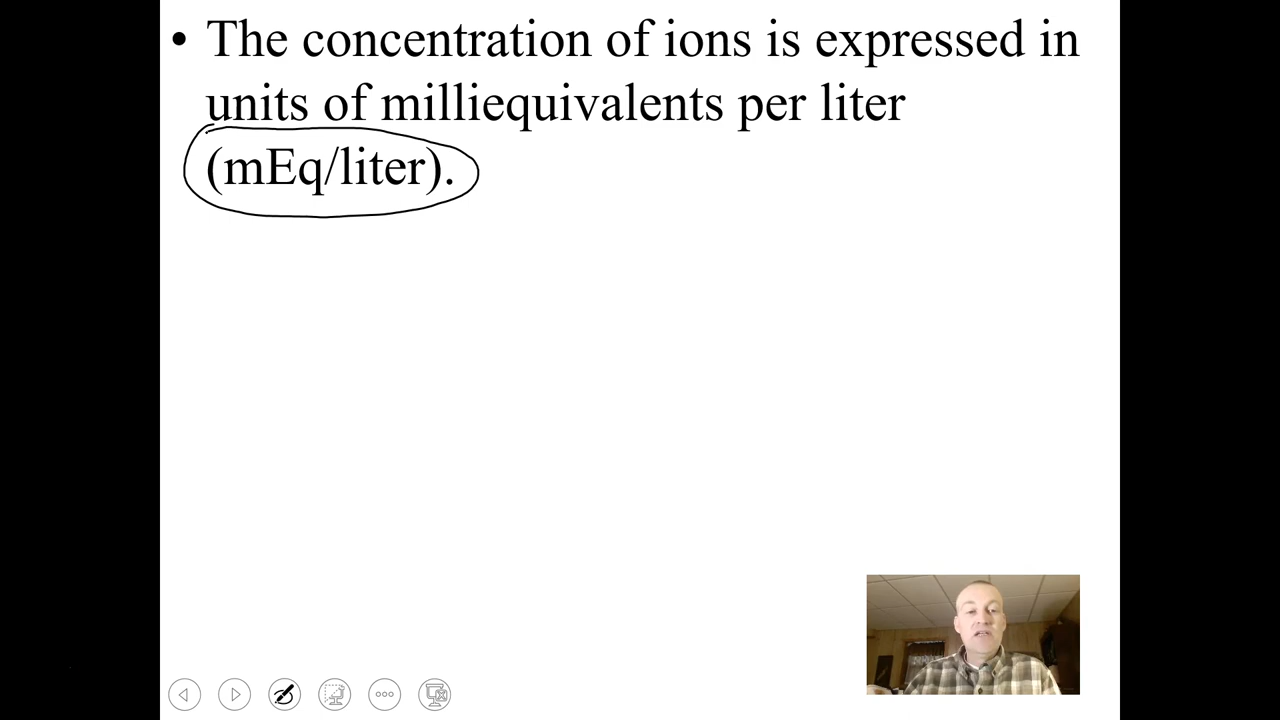 • The concentration of ions is expressed in
units of milliequivalents per liter
(mEq/liter).